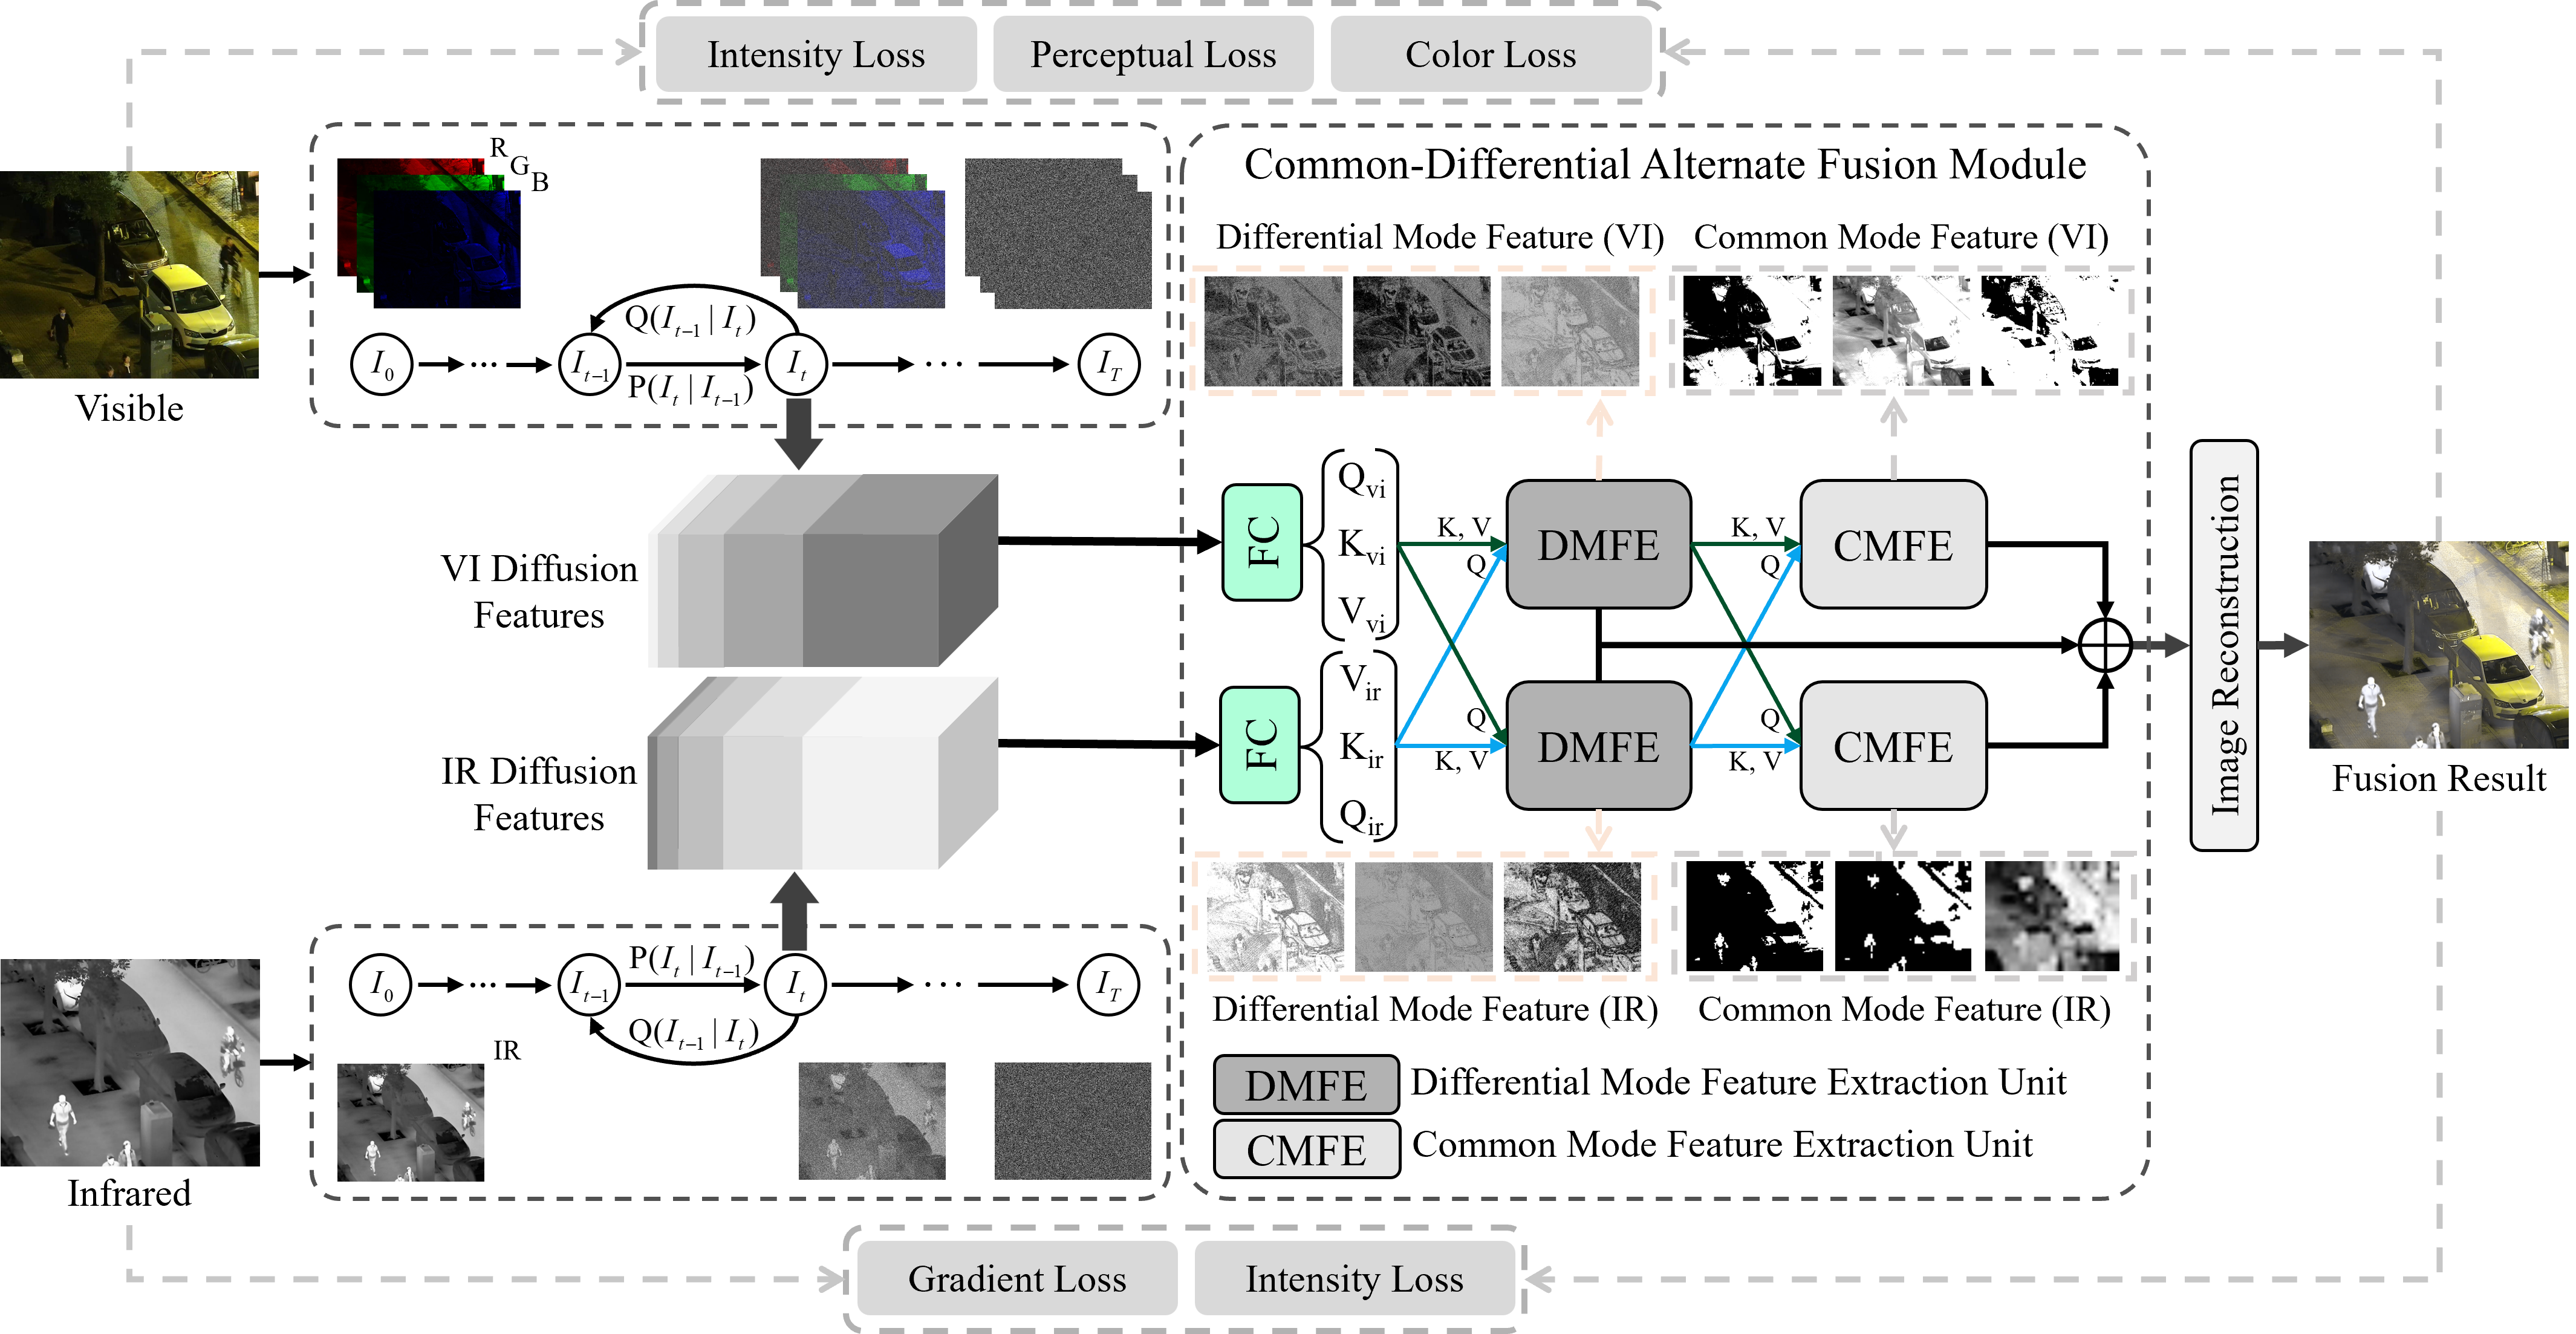 Intensity Loss
Perceptual Loss
Color Loss
R
G
B
Q(I_{t-1} | I_t)
I_0
...
I_{t-1}
P(I_t | I_{t-1})
I_t
...
I_T
Visible
VI Diffusion
Features
IR Diffusion
Features
I_0
...
I_{t-1}
P(I_t | I_{t-1})
I_t
...
I_T
Q(I_{t-1} | I_t)
IR
Infrared
Common-Differential Alternate Fusion Module
Differential Mode Feature (VI)
Common Mode Feature (VI)
FC
Q_{vi}
K_{vi}
V_{vi}
K, V
Q
DMFE
K, V
Q
CMFE
FC
V_{ir}
K_{ir}
Q_{ir}
Q
K, V
DMFE
Q
K, V
CMFE
Differential Mode Feature (IR)
Common Mode Feature (IR)
DMFE
Differential Mode Feature Extraction Unit
CMFE
Common Mode Feature Extraction Unit
Image Reconstruction
Fusion Result
Gradient Loss
Intensity Loss